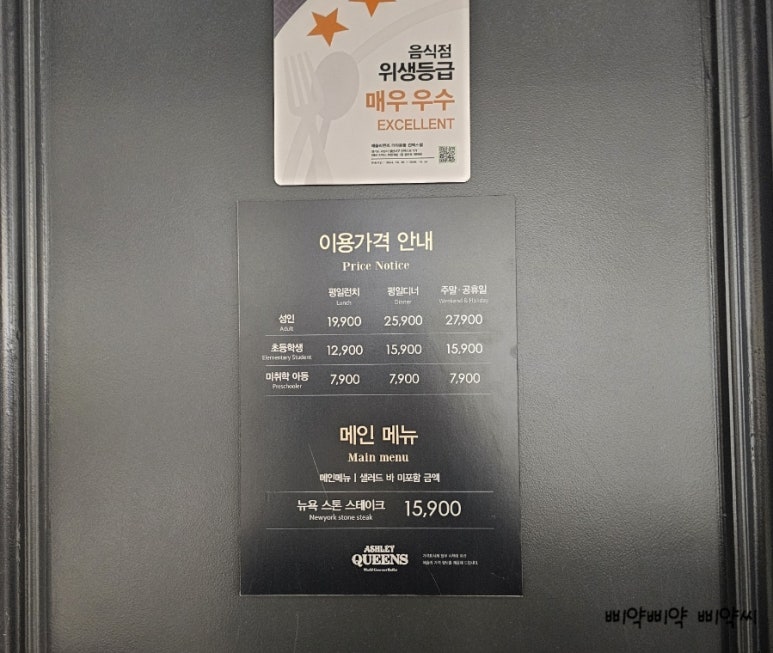 음식점
위생등급
매우 우수
EXCELLENT
이용가격 안내
Price Notice
평일런치 평일디너 주말·공휴일
Lunch Dinner Weekend & Holiday
성인 19,900 25,900 27,900
Adult
초등학생 12,900 15,900 15,900
Elementary Student
미취학 아동 7,900 7,900 7,900
Preschooler
메인 메뉴
Main menu
메인메뉴 | 샐러드 바 미포함 금액
뉴욕 스톤 스테이크 15,900
Newyork stone steak
ASHLEY
QUEENS
삐약삐약 삐약씨